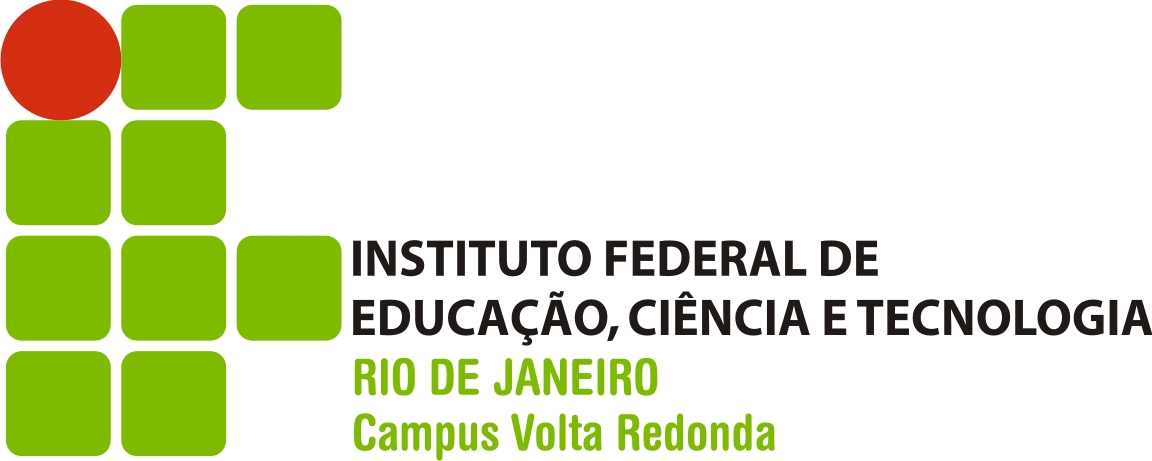 INSTITUTO FEDERAL DE
EDUCAÇÃO, CIÊNCIA E TECNOLOGIA
RIO DE JANEIRO
Campus Volta Redonda